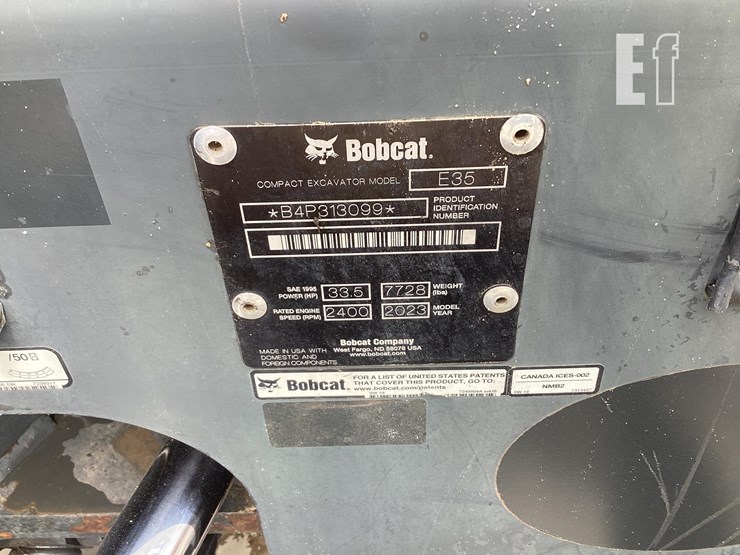 Ef
Bobcat.
COMPACT EXCAVATOR MODEL E35
*B4P313099*
PRODUCT
IDENTIFICATION
NUMBER
SAE 1995
POWER (HP) 33.5 7728 WEIGHT
(lbs)
RATED ENGINE
SPEED (RPM) 2400 2023 MODEL
YEAR
Bobcat Company
West Fargo, ND 58078 USA
www.bobcat.com
MADE IN USA WITH
DOMESTIC AND
FOREIGN COMPONENTS
/50
Bobcat.
FOR A LIST OF UNITED STATES PATENTS
THAT COVER THIS PRODUCT, GO TO:
www.bobcat.com/patents
CANADA ICES-002
NMB2